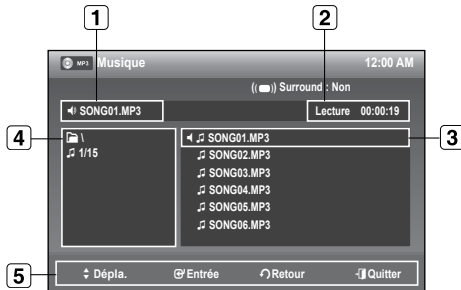 1
2
MP3 Musique 12:00 AM
Surround : Non
SONG01.MP3
Lecture 00:00:19
3
4
\
1/15
SONG01.MP3
SONG02.MP3
SONG03.MP3
SONG04.MP3
SONG05.MP3
SONG06.MP3
5
Dépla. Entrée Retour Quitter